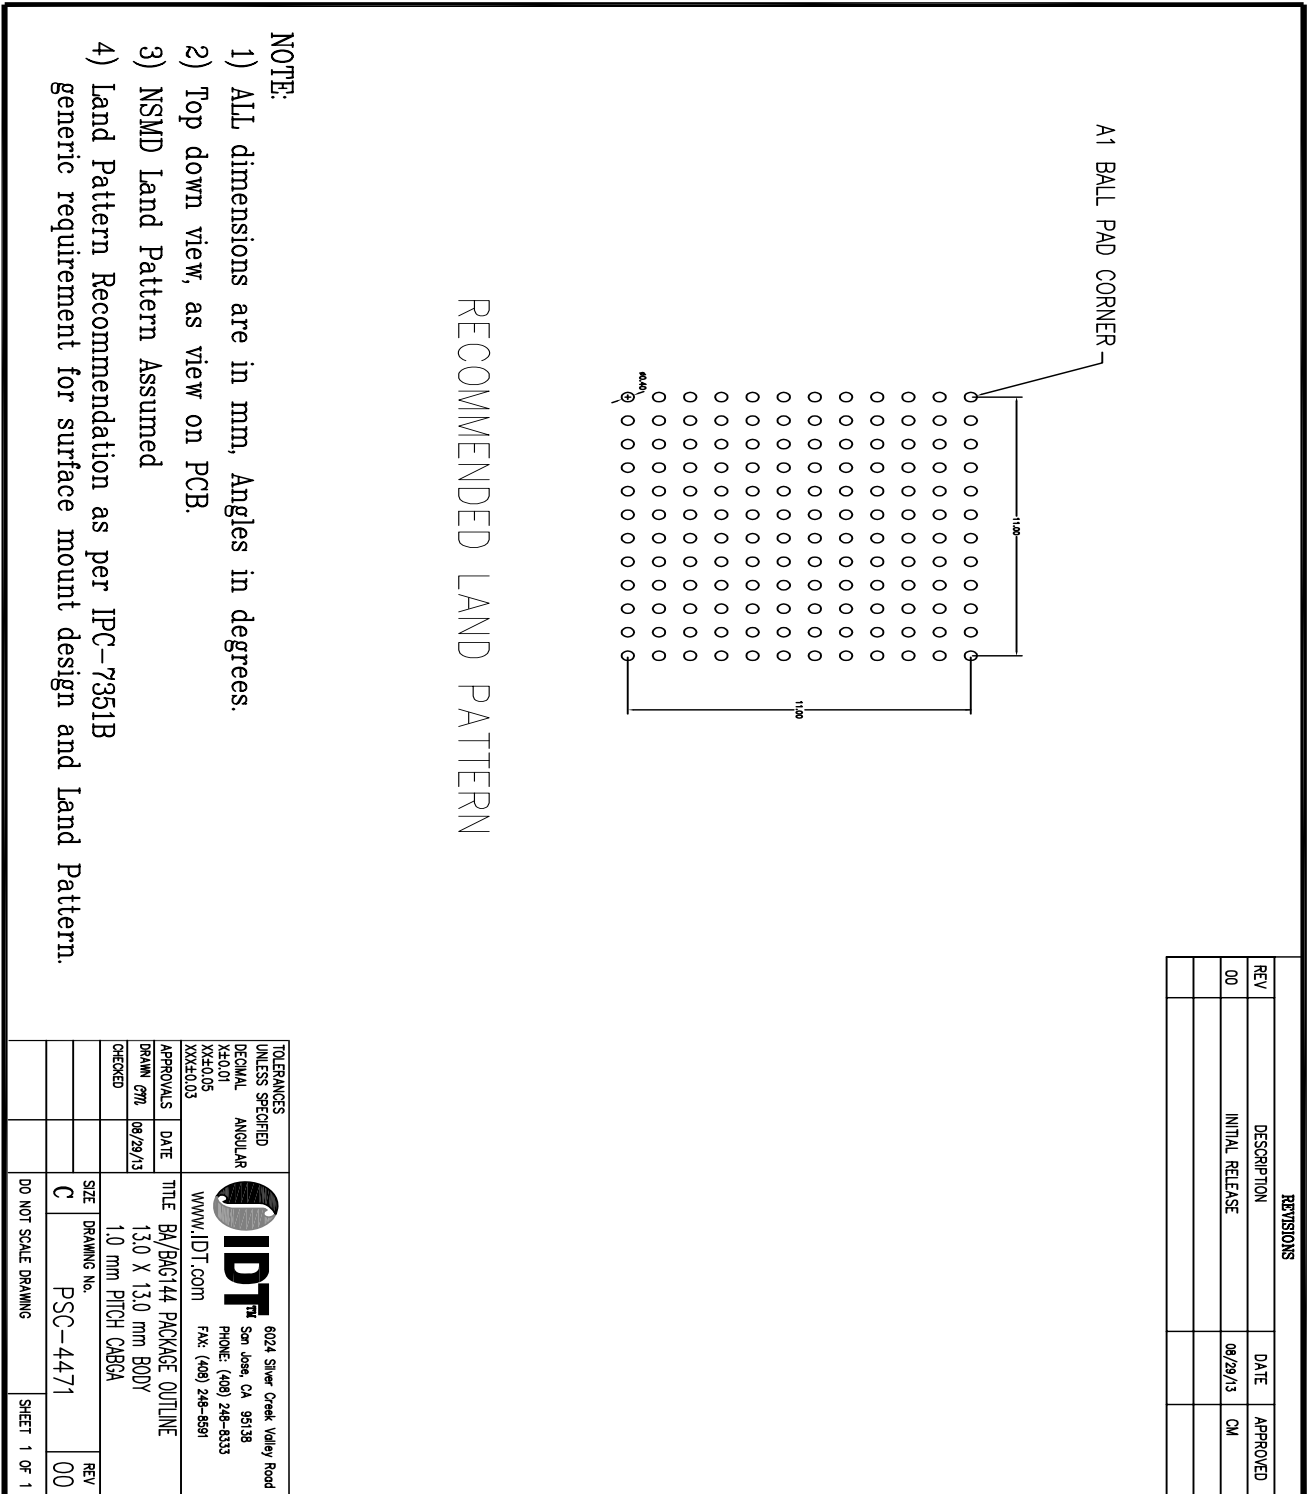 REVISIONS
REV DESCRIPTION DATE APPROVED
00 INITIAL RELEASE 08/29/13 CM
A1 BALL PAD CORNER
11.00
11.00
ø0.40
RECOMMENDED LAND PATTERN
NOTE:
1) ALL dimensions are in mm, Angles in degrees.
2) Top down view, as view on PCB.
3) NSMD Land Pattern Assumed
4) Land Pattern Recommendation as per IPC-7351B
generic requirement for surface mount design and Land Pattern.
TOLERANCES
UNLESS SPECIFIED
DECIMAL ANGULAR
X±0.01
XX±0.05
XXX±0.03
APPROVALS DATE
DRAWN cm 08/29/13
CHECKED
IDT™
www.IDT.com
6024 Silver Creek Valley Road
San Jose, CA 95138
PHONE: (408) 248-8333
FAX: (408) 248-8591
TITLE BA/BAG144 PACKAGE OUTLINE
13.0 X 13.0 mm BODY
1.0 mm PITCH CABGA
SIZE DRAWING No. REV
C PSC-4471 00
DO NOT SCALE DRAWING SHEET 1 OF 1